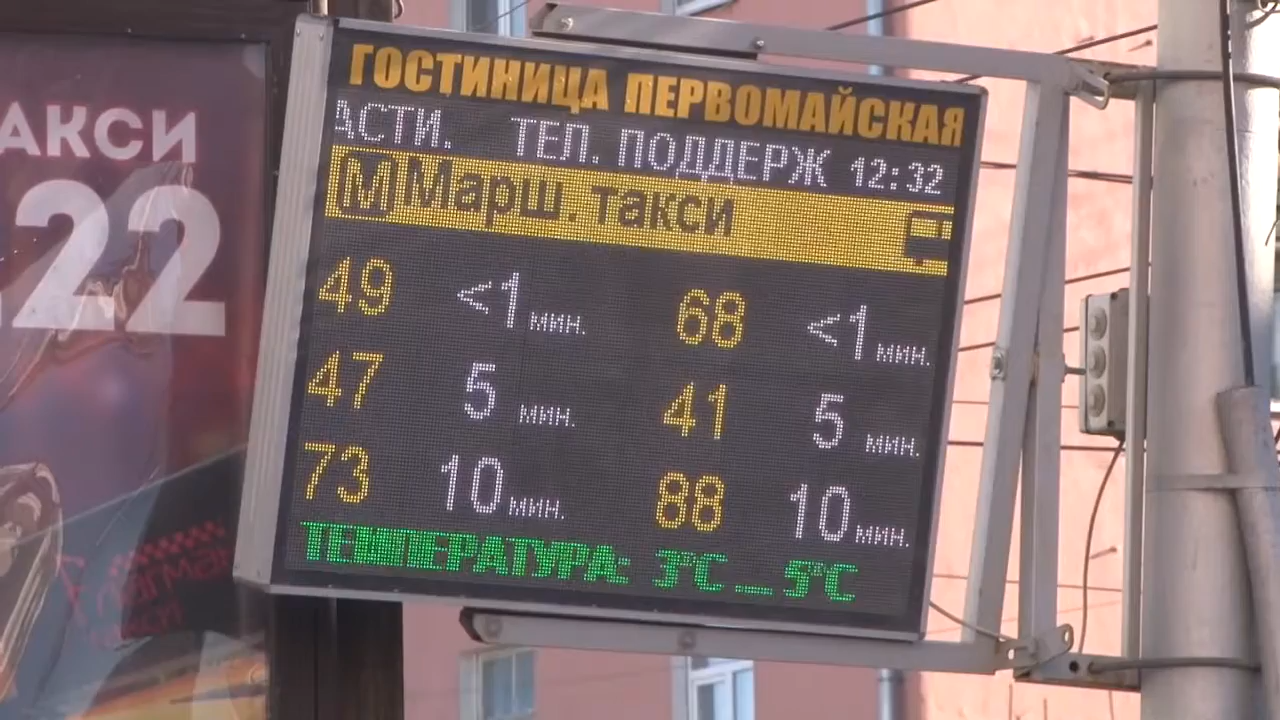 ГОСТИНИЦА ПЕРВОМАЙСКАЯ
АСТИ. ТЕЛ. ПОДДЕРЖ 12:32
М Марш. такси
49 <1 мин. 68 <1 мин.
47 5 мин. 41 5 мин.
73 10 мин. 88 10 мин.
ТЕМПЕРАТУРА: 3°C ... 5°C
АКСИ
.22